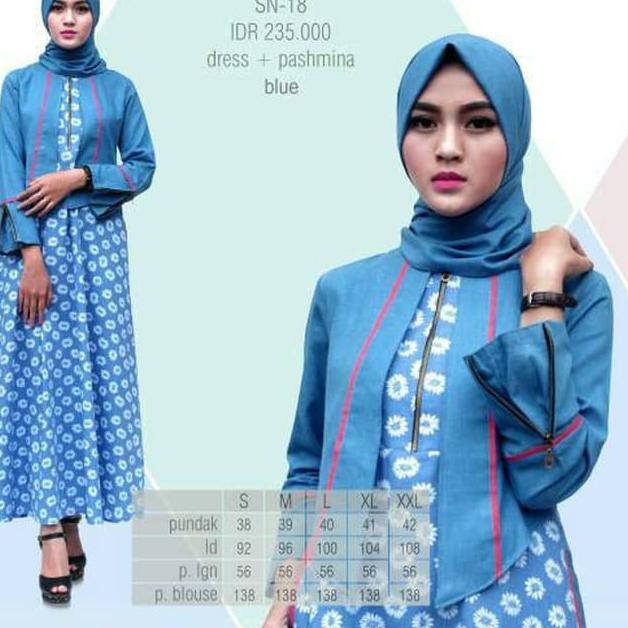 SN-18
IDR 235.000
dress + pashmina
blue
S M L XL XXL
pundak 38 39 40 41 42
ld 92 96 100 104 108
p. lgn 56 56 56 56 56
p. blouse 138 138 138 138 138